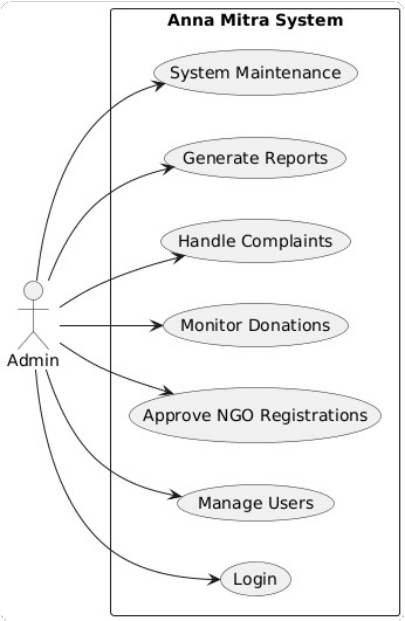 Anna Mitra System
System Maintenance
Generate Reports
Handle Complaints
Monitor Donations
Admin
Approve NGO Registrations
Manage Users
Login